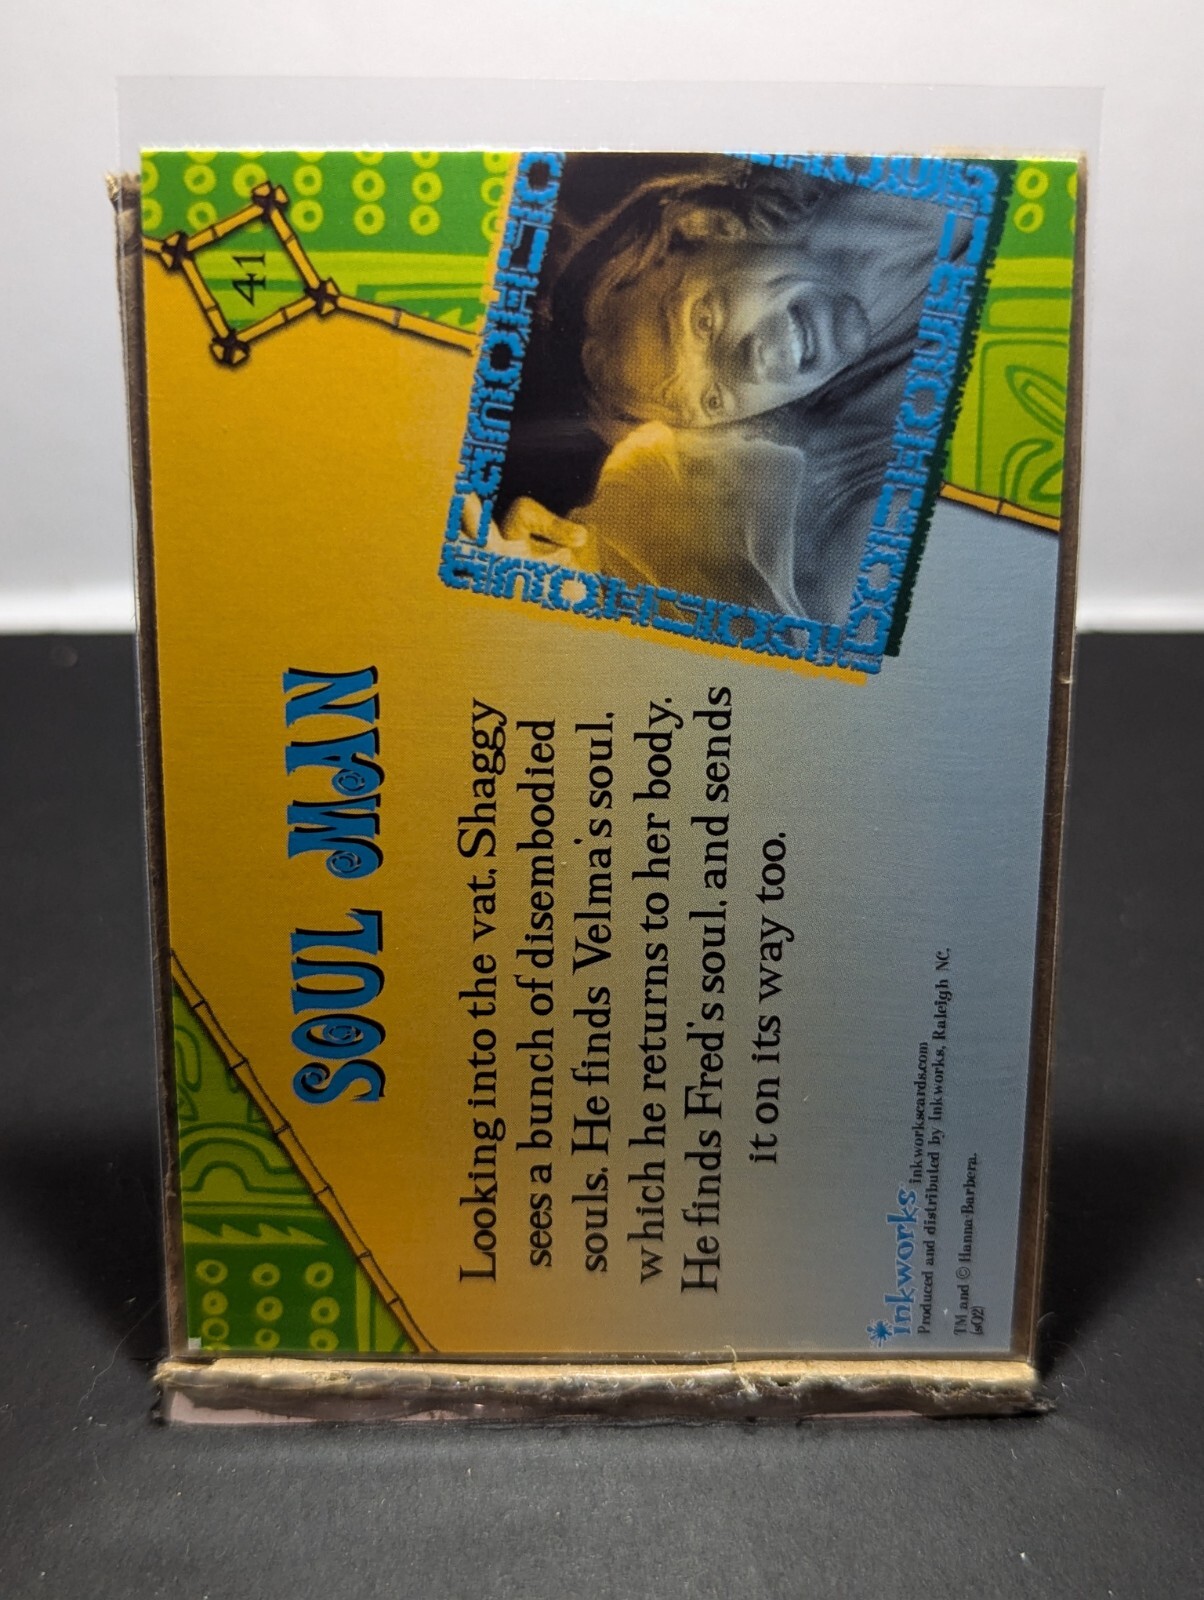 41
SOUL MAN
Looking into the vat, Shaggy
sees a bunch of disembodied
souls. He finds Velma's soul,
which he returns to her body.
He finds Fred's soul, and sends
it on its way too.
inkworks inkworkscards.com
Produced and distributed by Inkworks, Raleigh NC.
TM and © Hanna-Barbera.
(s02)